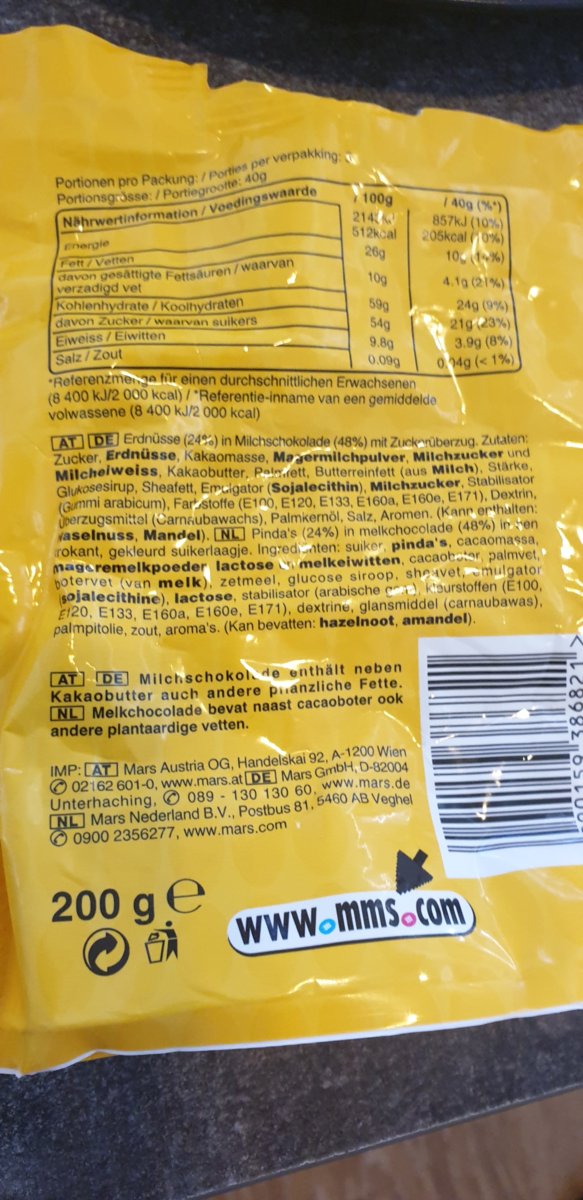 Portionen pro Packung: / Porties per verpakking:
Portionsgrösse: / Portiegrootte: 40g
Nährwertinformation / Voedingswaarde / 100g / 40g (%*)
Energie 857kJ (10%)
512kcal 205kcal
Fett / Vetten 26g
davon gesättigte Fettsäuren / waarvan
verzadigd vet 10g 4.1g (21%)
Kohlenhydrate / Koolhydraten 59g 24g (9%)
davon Zucker / waarvan suikers 54g 21g (23%)
Eiweiss / Eiwitten 9.8g 3.9g (8%)
Salz / Zout 0.09g (< 1%)
*Referenzmenge für einen durchschnittlichen Erwachsenen
(8 400 kJ/2 000 kcal) / *Referentie-inname van een gemiddelde
volwassene (8 400 kJ/2 000 kcal)
AT DE Erdnüsse (24%) in Milchschokolade (48%) mit Zuckerüberzug. Zutaten:
Zucker, Erdnüsse, Kakaomasse, Magermilchpulver, Milchzucker und
Milcheiweiss, Kakaobutter, Palmfett, Butterreinfett (aus Milch), Stärke,
Glukosesirup, Sheafett, Emulgator (Sojalecithin), Milchzucker, Stabilisator
(Gummi arabicum), Farbstoffe (E100, E120, E133, E160a, E160e, E171), Dextrin,
Überzugsmittel (Carnaubawachs), Palmkernöl, Salz, Aromen. (Kann enthalten:
Haselnuss, Mandel). NL Pinda's (24%) in melkchocolade (48%) in een
krokant, gekleurd suikerlaagje. Ingrediënten: suiker, pinda's, cacaomassa,
mageremelkpoeder, lactose en melkeiwitten, cacaoboter, palmvet,
botervet (van melk), zetmeel, glucose siroop, sheavet, emulgator
(sojalecithine), lactose, stabilisator (arabische gom), kleurstoffen (E100,
E120, E133, E160a, E160e, E171), dextrine, glansmiddel (carnaubawas),
palmpitolie, zout, aroma's. (Kan bevatten: hazelnoot, amandel).
AT DE Milchschokolade enthält neben
Kakaobutter auch andere pflanzliche Fette.
NL Melkchocolade bevat naast cacaoboter ook
andere plantaardige vetten.
IMP: AT Mars Austria OG, Handelskai 92, A-1200 Wien
✆ 02162 601-0, www.mars.at DE Mars GmbH, D-82004
Unterhaching, ✆ 089 - 130 130 60, www.mars.de
NL Mars Nederland B.V., Postbus 81, 5460 AB Veghel
✆ 0900 2356277, www.mars.com
200 g ℮
www.mms.com